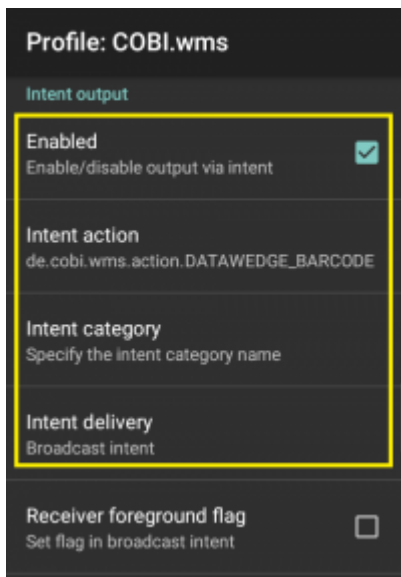 Profile: COBI.wms
Intent output
Enabled
Enable/disable output via intent
Intent action
de.cobi.wms.action.DATAWEDGE_BARCODE
Intent category
Specify the intent category name
Intent delivery
Broadcast intent
Receiver foreground flag
Set flag in broadcast intent